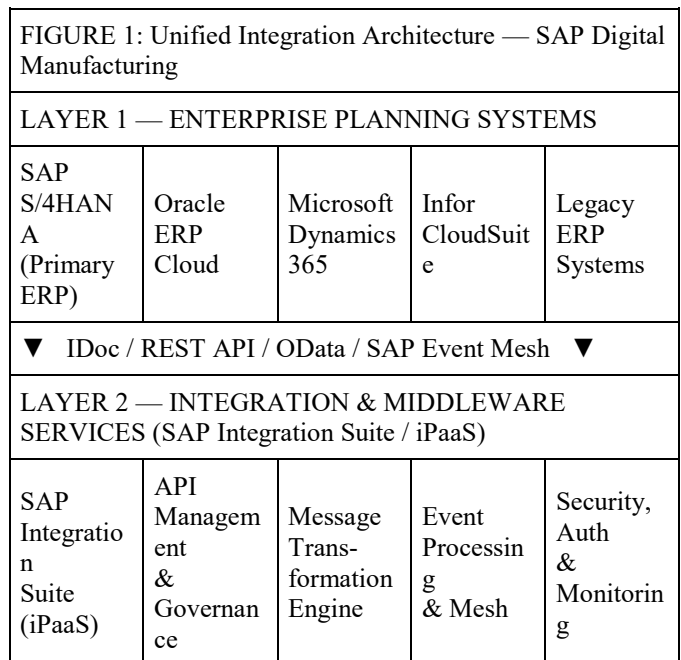 FIGURE 1: Unified Integration Architecture — SAP Digital
Manufacturing
LAYER 1 — ENTERPRISE PLANNING SYSTEMS
SAP
S/4HAN
A
(Primary
ERP)
Oracle
ERP
Cloud
Microsoft
Dynamics
365
Infor
CloudSuit
e
Legacy
ERP
Systems
▼ IDoc / REST API / OData / SAP Event Mesh ▼
LAYER 2 — INTEGRATION & MIDDLEWARE
SERVICES (SAP Integration Suite / iPaaS)
SAP
Integratio
n
Suite
(iPaaS)
API
Managem
ent
&
Governan
ce
Message
Trans-
formation
Engine
Event
Processin
g
& Mesh
Security,
Auth
&
Monitorin
g